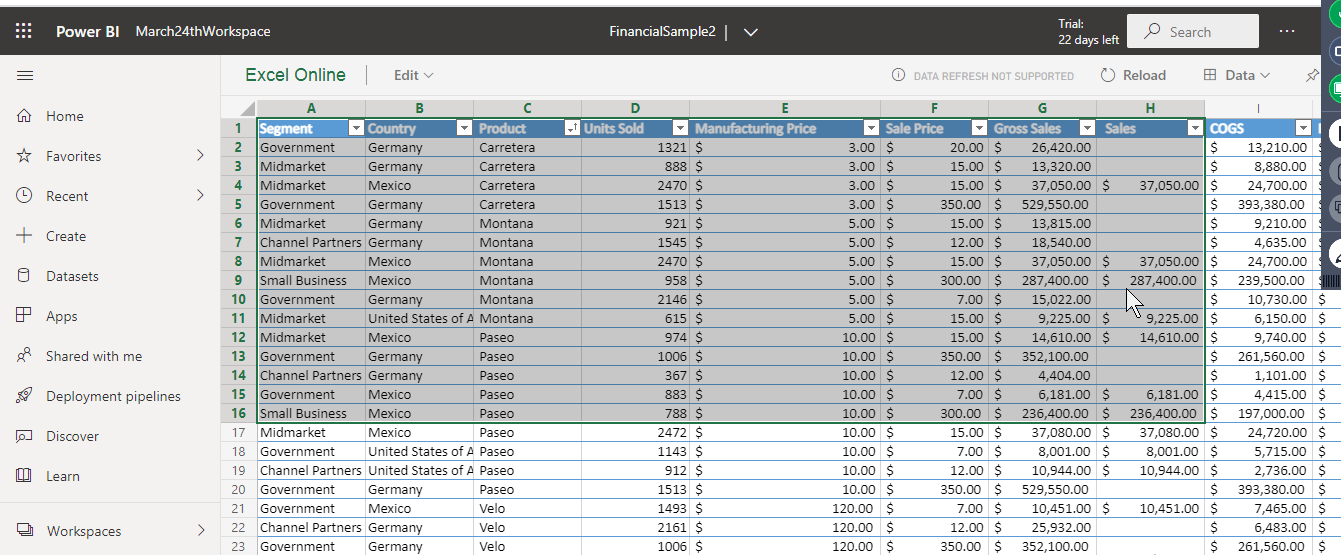 Power BI March24thWorkspace FinancialSample2 | Trial: 22 days left Search ...
Excel Online Edit DATA REFRESH NOT SUPPORTED Reload Data
Home
Favorites
Recent
Create
Datasets
Apps
Shared with me
Deployment pipelines
Discover
Learn
Workspaces
A B C D E F G H I
1 Segment Country Product Units Sold Manufacturing Price Sale Price Gross Sales Sales COGS
2 Government Germany Carretera 1321 $ 3.00 $ 20.00 $ 26,420.00 $ 13,210.00 $
3 Midmarket Germany Carretera 888 $ 3.00 $ 15.00 $ 13,320.00 $ 8,880.00 $
4 Midmarket Mexico Carretera 2470 $ 3.00 $ 15.00 $ 37,050.00 $ 37,050.00 $ 24,700.00 $
5 Government Germany Carretera 1513 $ 3.00 $ 350.00 $ 529,550.00 $ 393,380.00 $
6 Midmarket Germany Montana 921 $ 5.00 $ 15.00 $ 13,815.00 $ 9,210.00 $
7 Channel Partners Germany Montana 1545 $ 5.00 $ 12.00 $ 18,540.00 $ 4,635.00 $
8 Midmarket Mexico Montana 2470 $ 5.00 $ 15.00 $ 37,050.00 $ 37,050.00 $ 24,700.00 $
9 Small Business Mexico Montana 958 $ 5.00 $ 300.00 $ 287,400.00 $ 287,400.00 $ 239,500.00 $
10 Government Germany Montana 2146 $ 5.00 $ 7.00 $ 15,022.00 $ 10,730.00 $
11 Midmarket United States of A Montana 615 $ 5.00 $ 15.00 $ 9,225.00 $ 9,225.00 $ 6,150.00 $
12 Midmarket Mexico Paseo 974 $ 10.00 $ 15.00 $ 14,610.00 $ 14,610.00 $ 9,740.00 $
13 Government Germany Paseo 1006 $ 10.00 $ 350.00 $ 352,100.00 $ 261,560.00 $
14 Channel Partners Germany Paseo 367 $ 10.00 $ 12.00 $ 4,404.00 $ 1,101.00 $
15 Government Mexico Paseo 883 $ 10.00 $ 7.00 $ 6,181.00 $ 6,181.00 $ 4,415.00 $
16 Small Business Mexico Paseo 788 $ 10.00 $ 300.00 $ 236,400.00 $ 236,400.00 $ 197,000.00 $
17 Midmarket Mexico Paseo 2472 $ 10.00 $ 15.00 $ 37,080.00 $ 37,080.00 $ 24,720.00 $
18 Government United States of A Paseo 1143 $ 10.00 $ 7.00 $ 8,001.00 $ 8,001.00 $ 5,715.00 $
19 Channel Partners United States of A Paseo 912 $ 10.00 $ 12.00 $ 10,944.00 $ 10,944.00 $ 2,736.00 $
20 Government Germany Paseo 1513 $ 10.00 $ 350.00 $ 529,550.00 $ 393,380.00 $
21 Government Mexico Velo 1493 $ 120.00 $ 7.00 $ 10,451.00 $ 10,451.00 $ 7,465.00 $
22 Channel Partners Germany Velo 2161 $ 120.00 $ 12.00 $ 25,932.00 $ 6,483.00 $
23 Government Germany Velo 1006 $ 120.00 $ 350.00 $ 352,100.00 $ 261,560.00 $